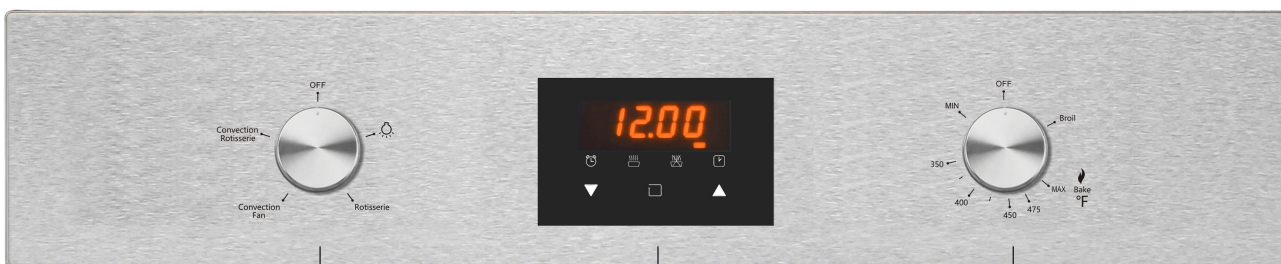 OFF
Convection
Rotisserie
Convection
Fan
Rotisserie
12.00
OFF
MIN
Broil
350
400
450
475
MAX
Bake
°F